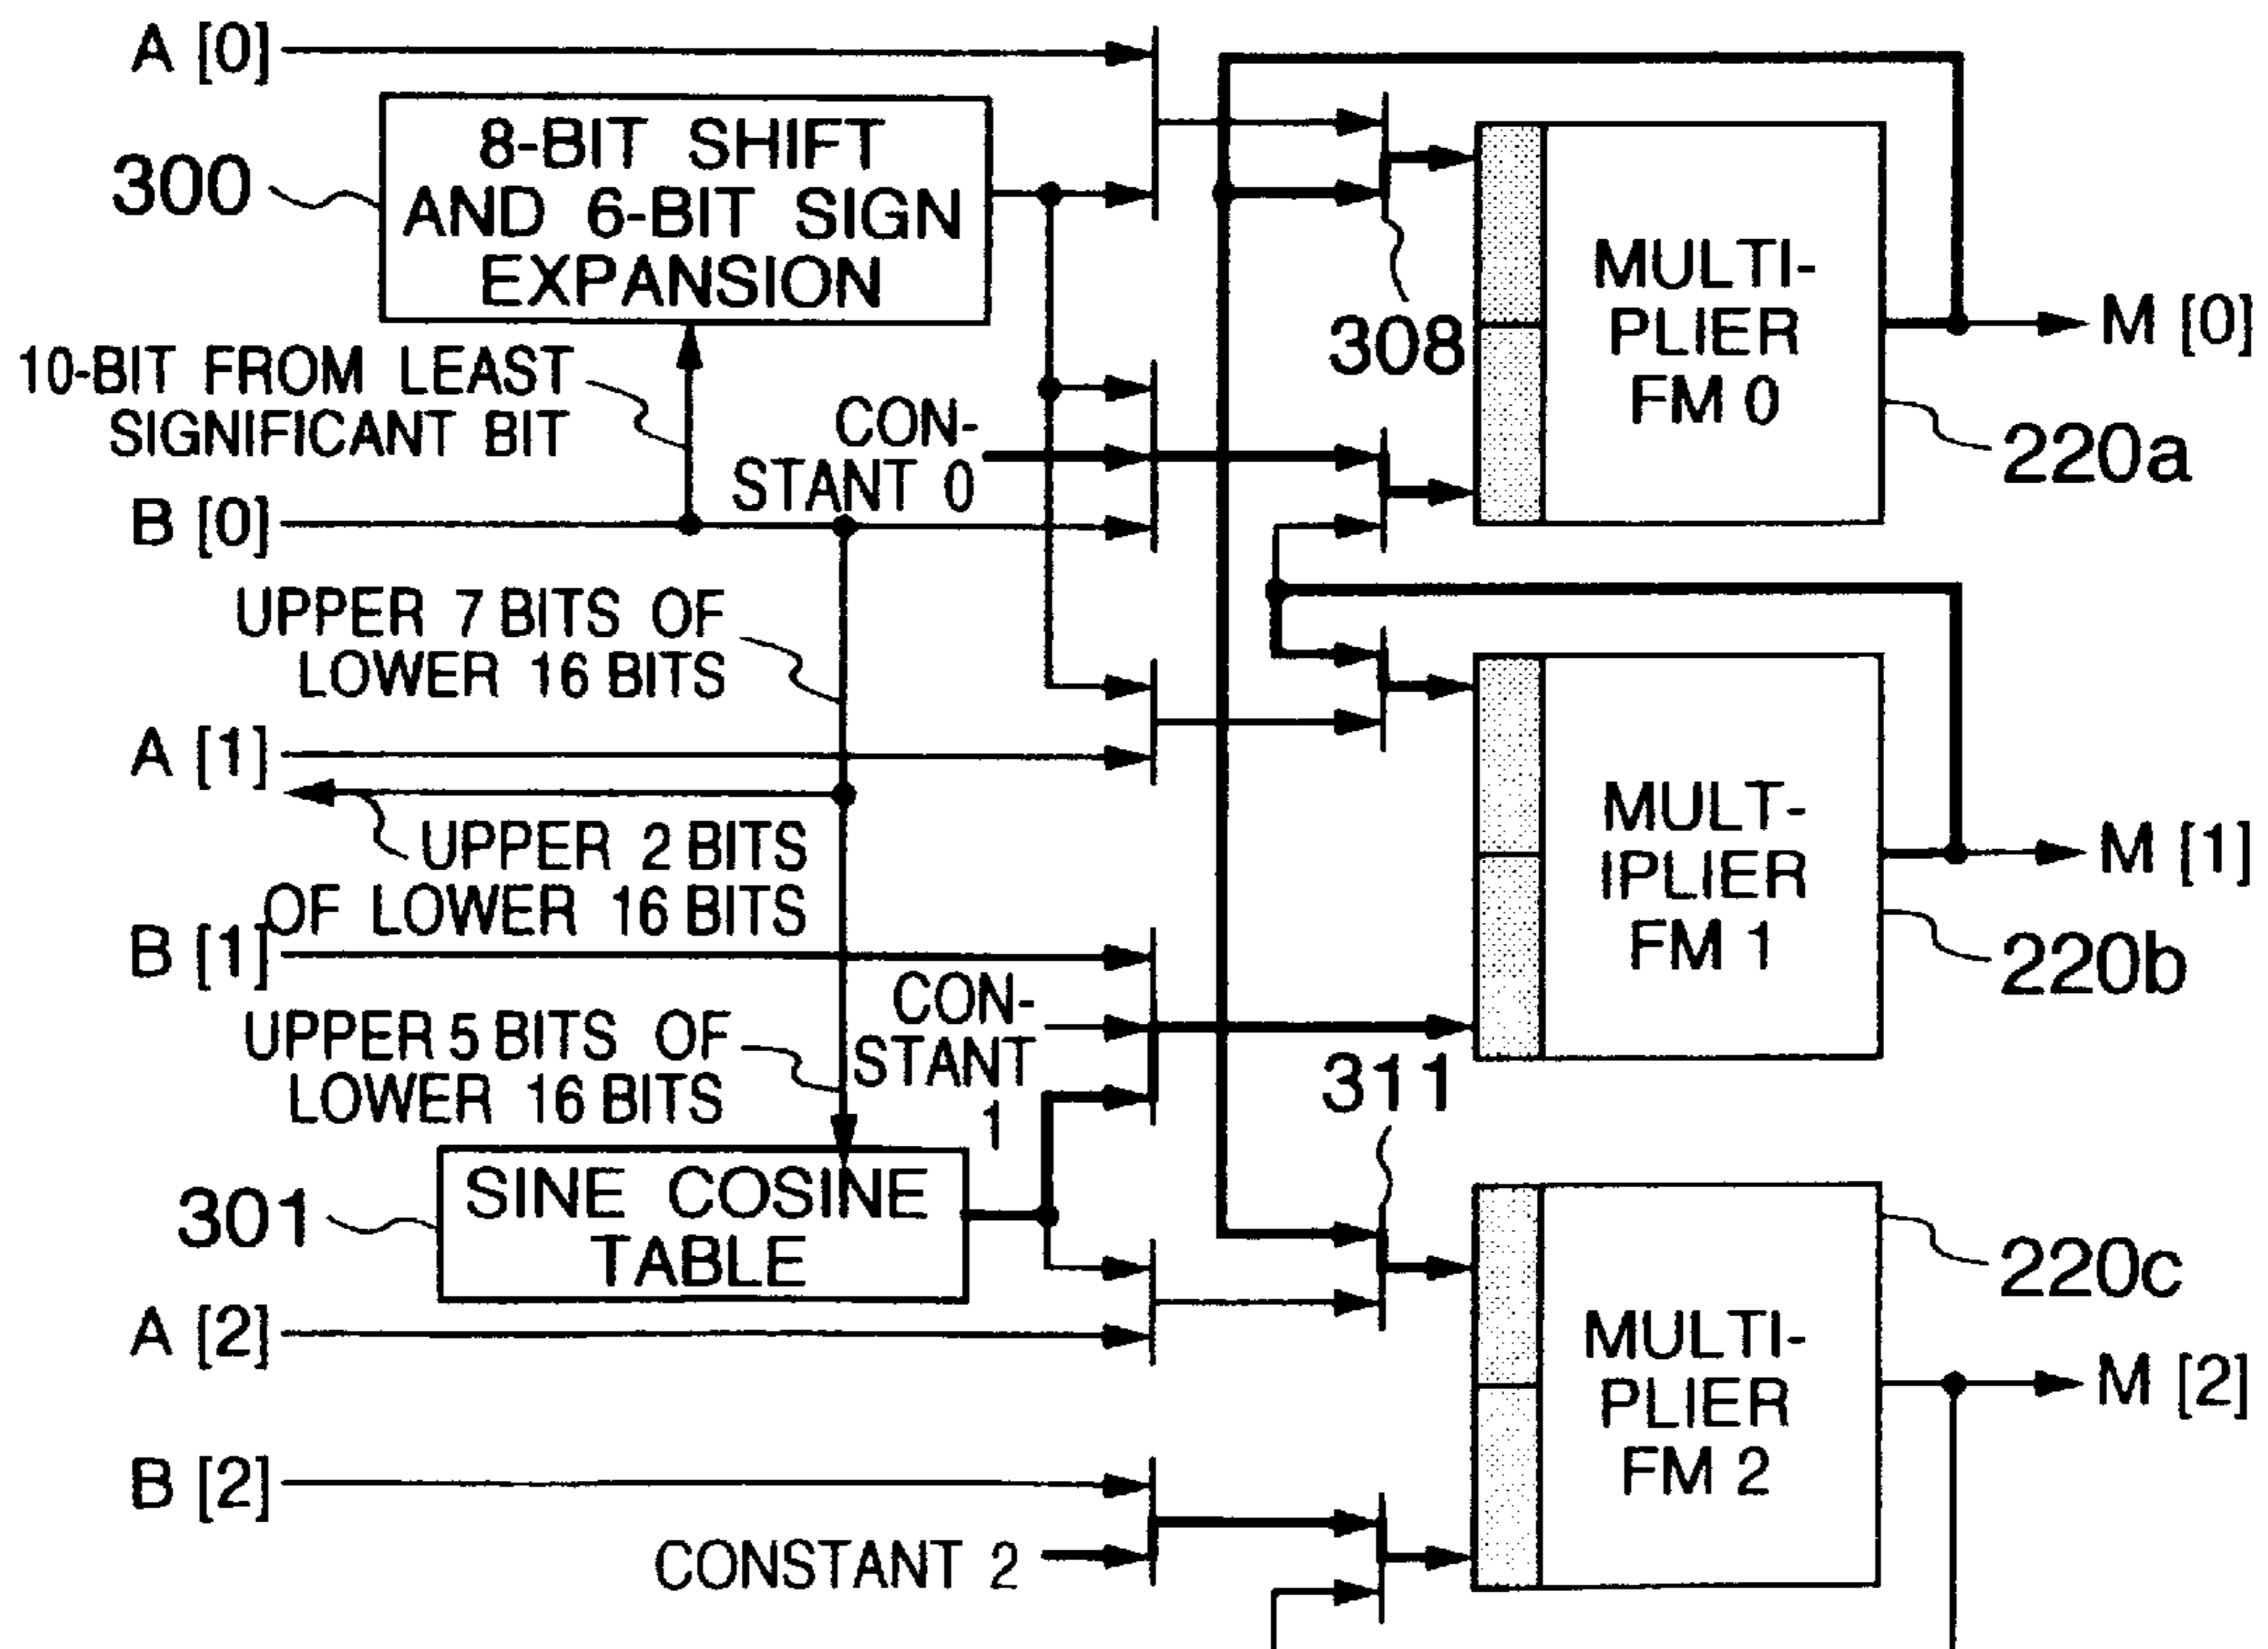 A [0]
8-BIT SHIFT
AND 6-BIT SIGN
EXPANSION
300
MULTI-
PLIER
FM 0
308
M [0]
10-BIT FROM LEAST
SIGNIFICANT BIT
CON-
STANT 0
220a
B [0]
UPPER 7 BITS OF
LOWER 16 BITS
A [1]
UPPER 2 BITS
OF LOWER 16 BITS
MULT-
IPLIER
FM 1
M [1]
B [1]
220b
CON-
STANT
1
UPPER 5 BITS OF
LOWER 16 BITS
311
301
SINE COSINE
TABLE
220c
A [2]
MULTI-
PLIER
FM 2
M [2]
B [2]
CONSTANT 2